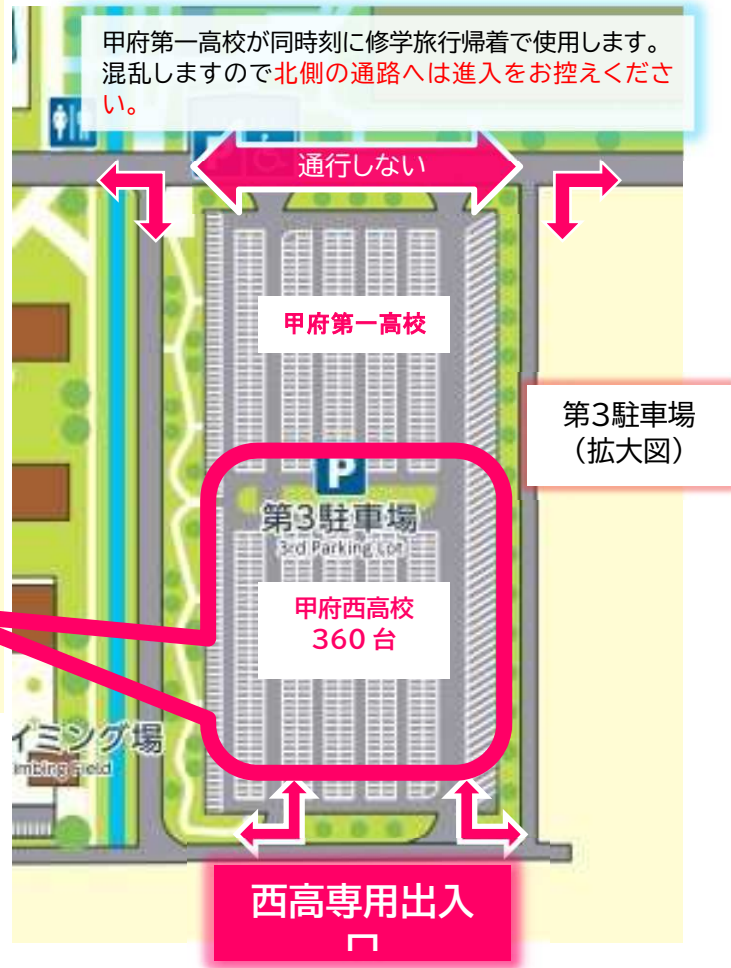 甲府第一高校が同時刻に修学旅行帰着で使用します。
混乱しますので北側の通路へは進入をお控えくださ
い。
通行しない
甲府第一高校
第3駐車場
（拡大図）
P
第3駐車場
3rd Parking Lot
甲府西高校
360 台
イミング場
imbing Field
西高専用出入
口